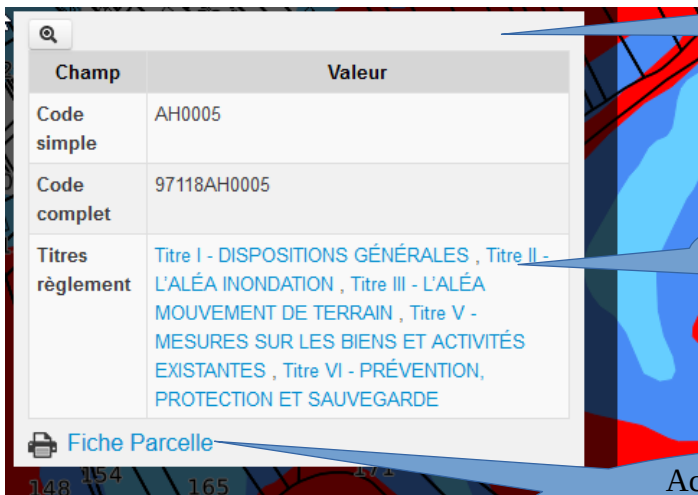 Champ Valeur
Code simple AH0005
Code complet 97118AH0005
Titres règlement Titre I - DISPOSITIONS GÉNÉRALES , Titre II -
L'ALÉA INONDATION , Titre III - L'ALÉA
MOUVEMENT DE TERRAIN , Titre V -
MESURES SUR LES BIENS ET ACTIVITÉS
EXISTANTES , Titre VI - PRÉVENTION,
PROTECTION ET SAUVEGARDE
Fiche Parcelle
148 154 165